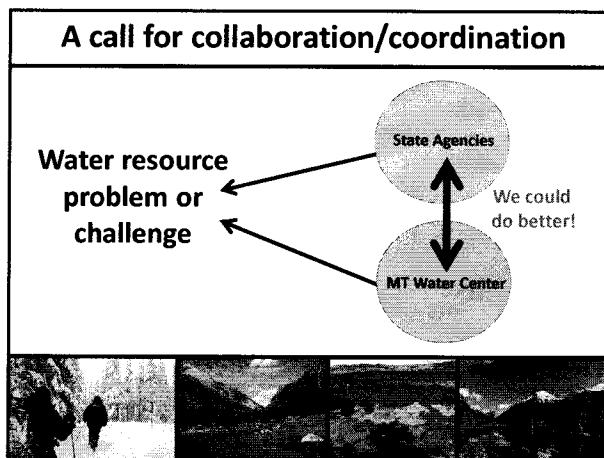 A call for collaboration/coordination
State Agencies
Water resource
problem or
challenge
We could
do better!
MT Water Center